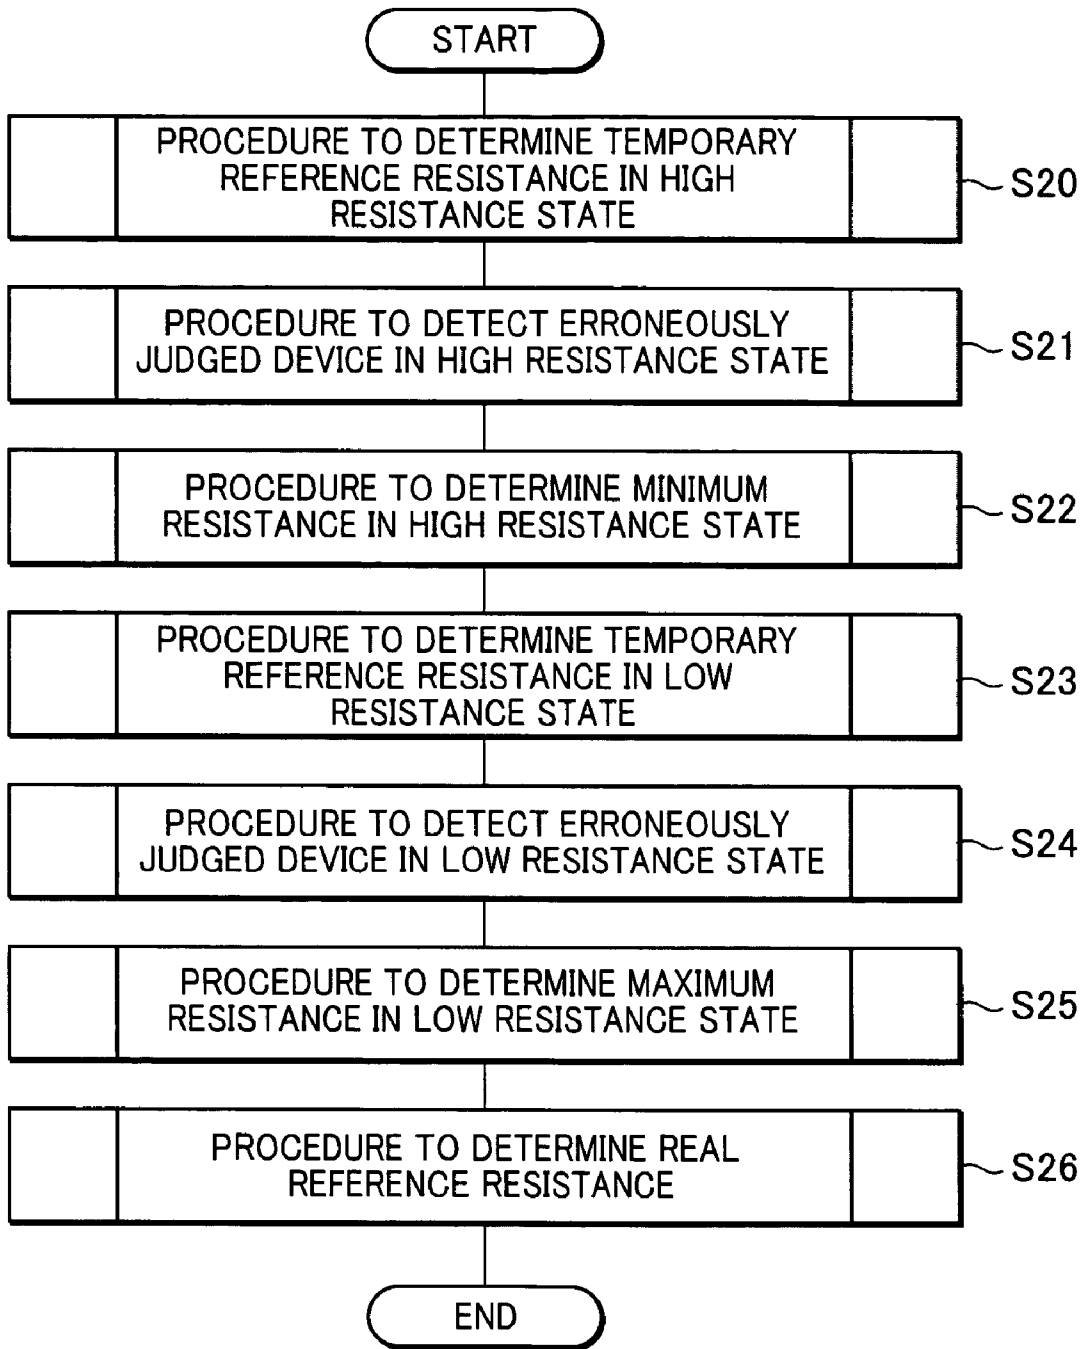 START
PROCEDURE TO DETERMINE TEMPORARY
REFERENCE RESISTANCE IN HIGH
RESISTANCE STATE
S20
PROCEDURE TO DETECT ERRONEOUSLY
JUDGED DEVICE IN HIGH RESISTANCE STATE
S21
PROCEDURE TO DETERMINE MINIMUM
RESISTANCE IN HIGH RESISTANCE STATE
S22
PROCEDURE TO DETERMINE TEMPORARY
REFERENCE RESISTANCE IN LOW
RESISTANCE STATE
S23
PROCEDURE TO DETECT ERRONEOUSLY
JUDGED DEVICE IN LOW RESISTANCE STATE
S24
PROCEDURE TO DETERMINE MAXIMUM
RESISTANCE IN LOW RESISTANCE STATE
S25
PROCEDURE TO DETERMINE REAL
REFERENCE RESISTANCE
S26
END